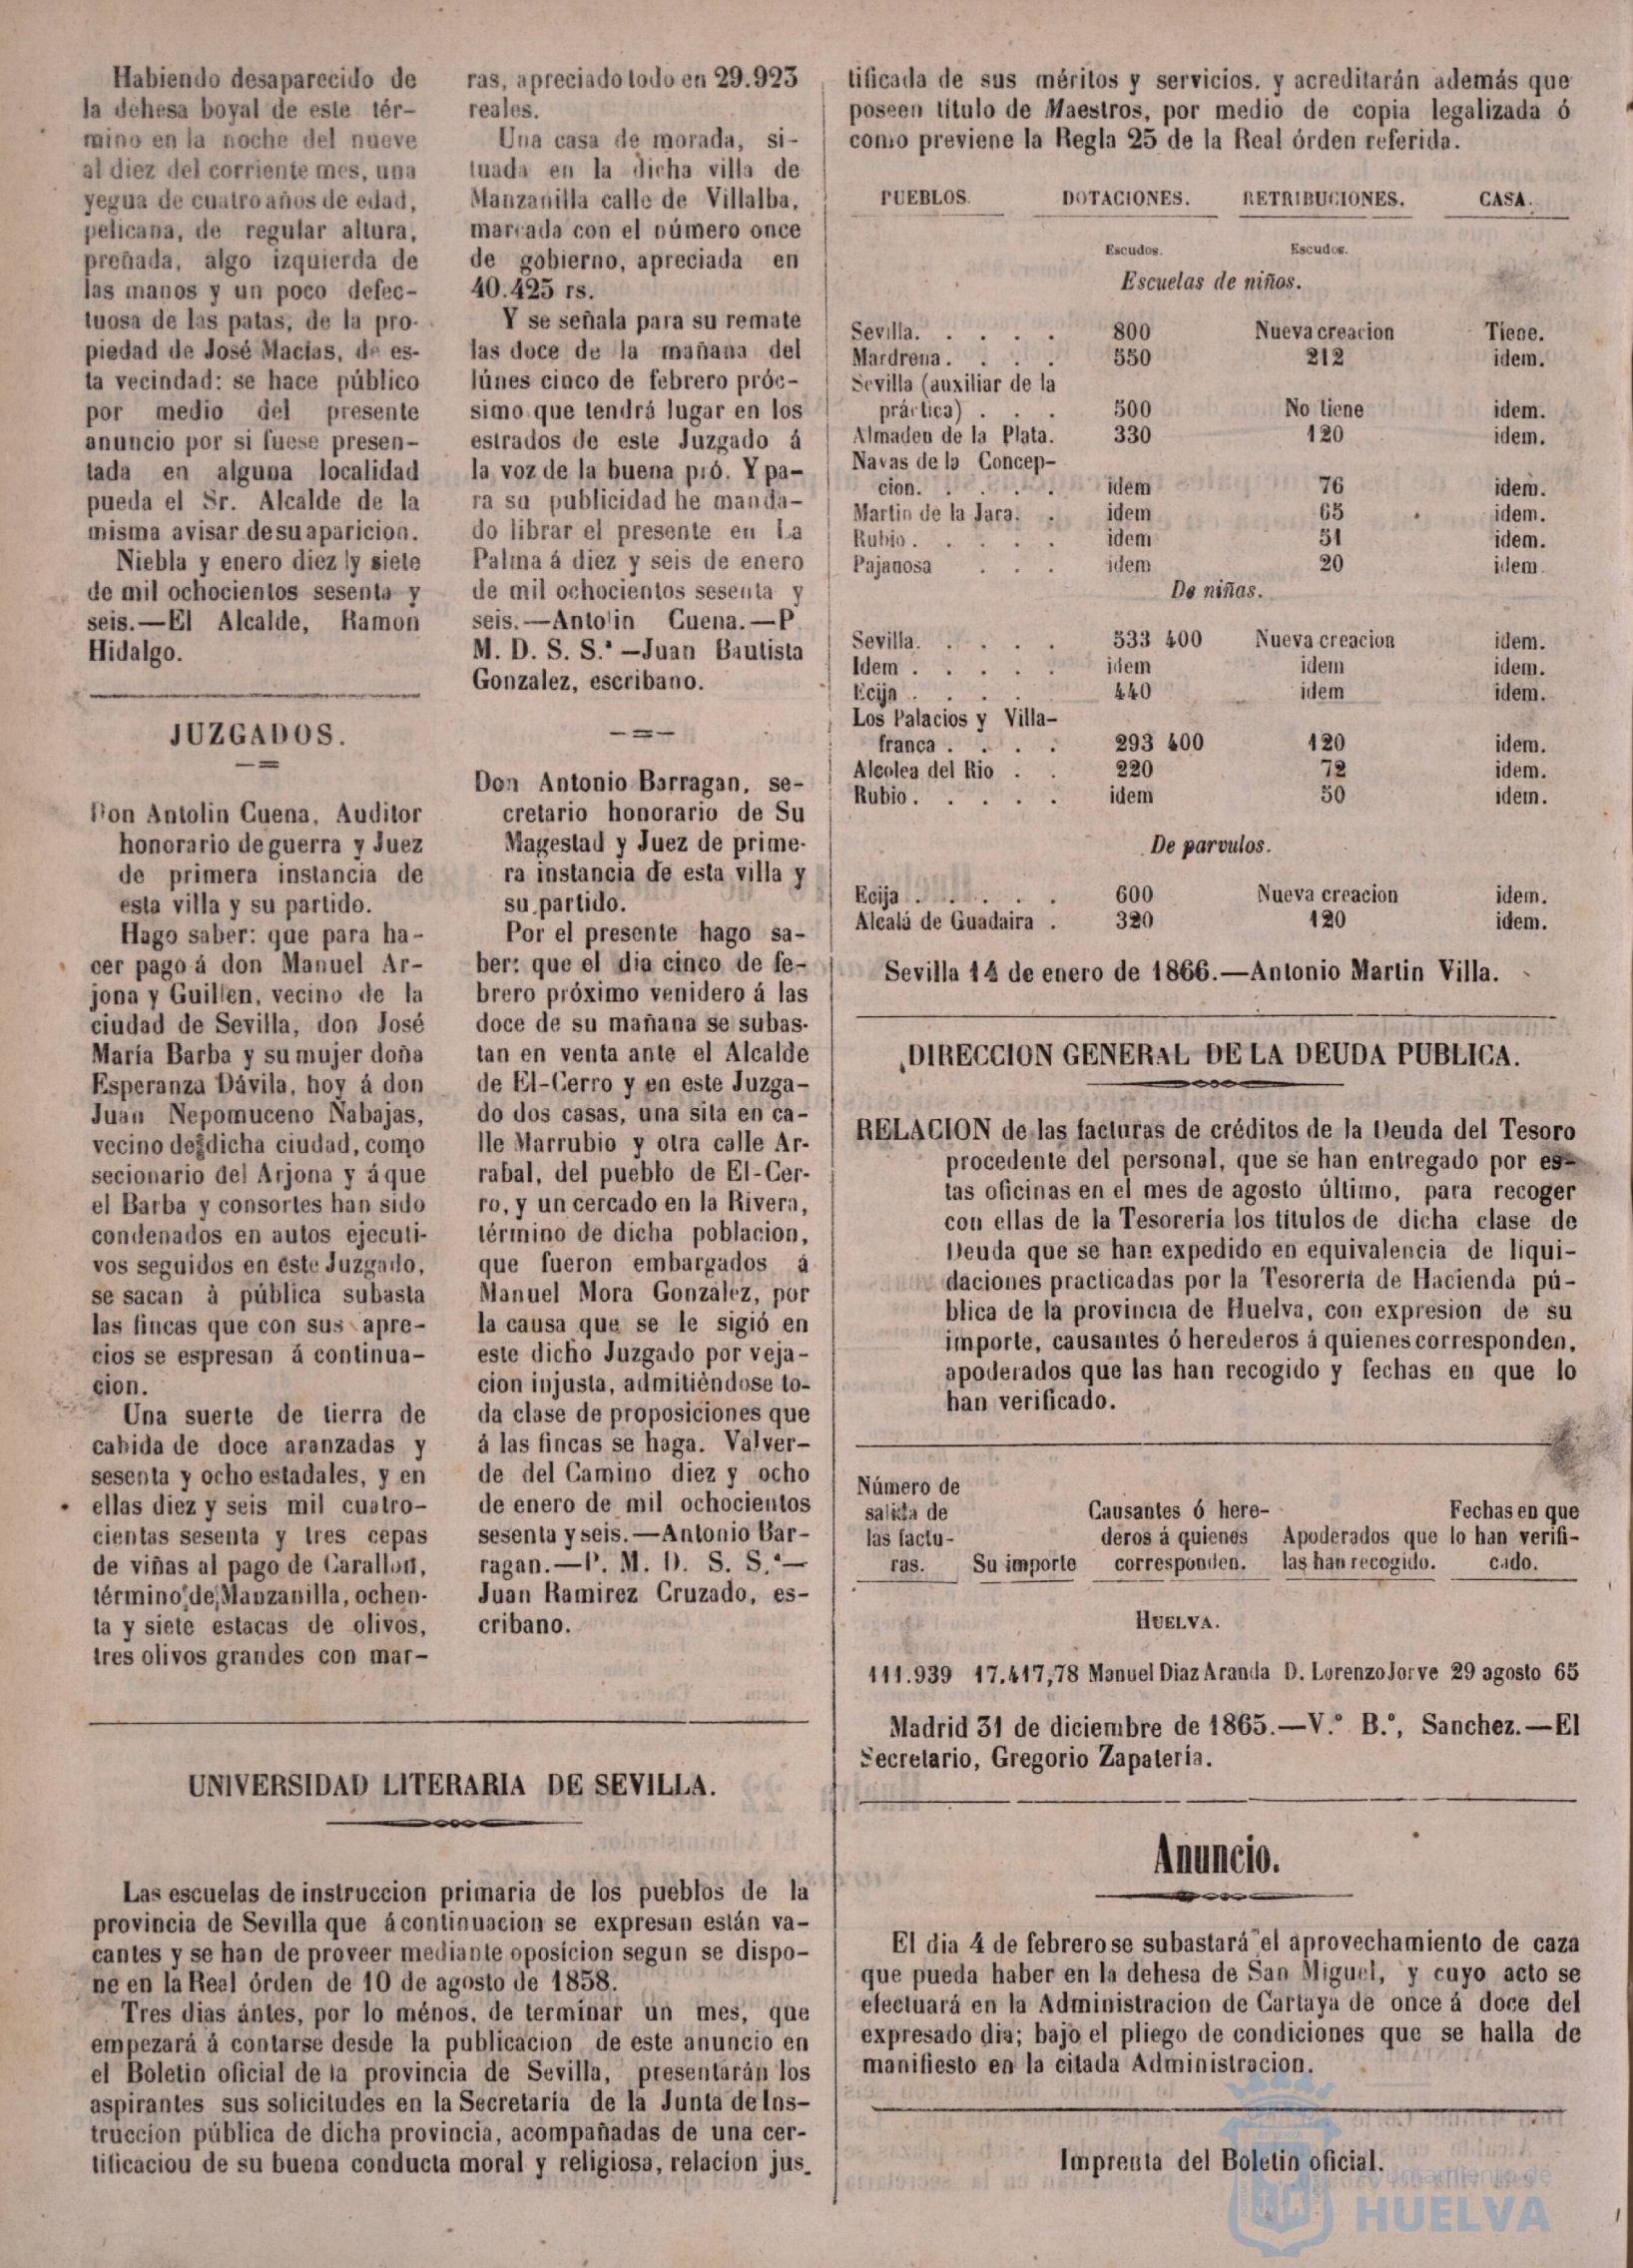 Habiendo desaparecido de
la dehesa boyal de este tér-
mino en la noche del nueve
al diez del corriente mes, una
yegua de cuatro años de edad,
pelicana, de regular altura,
preñada, algo izquierda de
las manos y un poco defec-
tuosa de las patas, de la pro-
piedad de José Macías, de es-
ta vecindad: se hace público
por medio del presente
anuncio por si fuese presen-
tada en alguna localidad
pueda el Sr. Alcalde de la
misma avisar de su aparicion.
Niebla y enero diez y siete
de mil ochocientos sesenta y
seis.—El Alcalde, Ramon
Hidalgo.
JUZGADOS.
Don Antolin Cuena, Auditor
honorario de guerra y Juez
de primera instancia de
esta villa y su partido.
Hago saber: que para ha-
cer pago á don Manuel Ar-
jona y Guillen, vecino de la
ciudad de Sevilla, don José
María Barba y su mujer doña
Esperanza Dávila, hoy á don
Juan Nepomuceno Nabajas,
vecino de dicha ciudad, como
secionario del Arjona y á que
el Barba y consortes han sido
condenados en autos ejecuti-
vos seguidos en este Juzgado,
se sacan á pública subasta
las fincas que con sus apre-
cios se espresan á continua-
cion.
Una suerte de tierra de
cabida de doce aranzadas y
sesenta y ocho estadales, y en
ellas diez y seis mil cuatro-
cientas sesenta y tres cepas
de viñas al pago de Carallon,
término de Manzanilla, ochen-
ta y siete estacas de olivos,
tres olivos grandes con mar-
ras, apreciado todo en 29.923
reales.
Una casa de morada, si-
tuada en la dicha villa de
Manzanilla calle de Villalba,
marcada con el número once
de gobierno, apreciada en
40.425 rs.
Y se señala para su remate
las doce de la mañana del
lúnes cinco de febrero próc-
simo que tendrá lugar en los
estrados de este Juzgado á
la voz de la buena pró. Y pa-
ra su publicidad he manda-
do librar el presente en La
Palma á diez y seis de enero
de mil ochocientos sesenta y
seis.—Antolin Cuena.—P.
M. D. S. S.ª—Juan Bautista
Gonzalez, escribano.
Don Antonio Barragan, se-
cretario honorario de Su
Magestad y Juez de prime-
ra instancia de esta villa y
su partido.
Por el presente hago sa-
ber: que el dia cinco de fe-
brero próximo venidero á las
doce de su mañana se subas-
tan en venta ante el Alcalde
de El-Cerro y en este Juzga-
do dos casas, una sita en ca-
lle Marrubio y otra calle Ar-
rabal, del pueblo de El-Cer-
ro, y un cercado en la Rivera,
término de dicha poblacion,
que fueron embargados á
Manuel Mora Gonzalez, por
la causa que se le sigió en
este dicho Juzgado por veja-
cion injusta, admitiéndose to-
da clase de proposiciones que
á las fincas se haga. Valver-
de del Camino diez y ocho
de enero de mil ochocientos
sesenta y seis.—Antonio Bar-
ragan.—P. M. D. S. S.ª—
Juan Ramirez Cruzado, es-
cribano.
UNIVERSIDAD LITERARIA DE SEVILLA.
Las escuelas de instruccion primaria de los pueblos de la
provincia de Sevilla que á continuacion se expresan están va-
cantes y se han de proveer mediante oposicion segun se dispo-
ne en la Real órden de 10 de agosto de 1858.
Tres dias ántes, por lo ménos, de terminar un mes, que
empezará á contarse desde la publicacion de este anuncio en
el Boletin oficial de la provincia de Sevilla, presentarán los
aspirantes sus solicitudes en la Secretaría de la Junta de Ins-
truccion pública de dicha provincia, acompañadas de una cer-
tificaciou de su buena conducta moral y religiosa, relacion jus-
tificada de sus méritos y servicios, y acreditarán además que
poseen título de Maestros, por medio de copia legalizada ó
como previene la Regla 25 de la Real órden referida.
PUEBLOS. DOTACIONES. RETRIBUCIONES. CASA.
Escudos. Escudos.
Escuelas de niños.
Sevilla. . . . . 800 Nueva creacion Tiene.
Mardrena. . . . 550 212 idem.
Sevilla (auxiliar de la
práctica) . . . 500 No tiene idem.
Almaden de la Plata. 330 120 idem.
Navas de la Concep-
cion. . . . . idem 76 idem.
Martin de la Jara. . idem 65 idem.
Rubio. . . . . idem 51 idem.
Pajanosa . . . idem 20 idem.
De niñas.
Sevilla. . . . . 533 400 Nueva creacion idem.
Idem . . . . . idem idem idem.
Ecija . . . . . 440 idem idem.
Los Palacios y Villa-
franca . . . . 293 400 120 idem.
Alcolea del Rio . . 220 72 idem.
Rubio. . . . . idem 50 idem.
De parvulos.
Ecija . . . . . 600 Nueva creacion idem.
Alcalá de Guadaira . 320 120 idem.
Sevilla 14 de enero de 1866.—Antonio Martin Villa.
DIRECCION GENERAL DE LA DEUDA PUBLICA.
RELACION de las facturas de créditos de la Deuda del Tesoro
procedente del personal, que se han entregado por es-
tas oficinas en el mes de agosto último, para recoger
con ellas de la Tesorería los títulos de dicha clase de
Deuda que se han expedido en equivalencia de liqui-
daciones practicadas por la Tesorería de Hacienda pú-
blica de la provincia de Huelva, con expresion de su
importe, causantes ó herederos á quienes corresponden,
apoderados que las han recogido y fechas en que lo
han verificado.
Número de
salida de Causantes ó here- Fechas en que
las factu- deros á quienes Apoderados que lo han verifi-
ras. Su importe corresponden. las han recogido. cado.
HUELVA.
111.939 17.417,78 Manuel Diaz Aranda D. Lorenzo Jorve 29 agosto 65
Madrid 31 de diciembre de 1865.—V.º B.º, Sanchez.—El
Secretario, Gregorio Zapatería.
Anuncio.
El dia 4 de febrero se subastará el aprovechamiento de caza
que pueda haber en la dehesa de San Miguel, y cuyo acto se
efectuará en la Administracion de Cartaya de once á doce del
expresado dia; bajo el pliego de condiciones que se halla de
manifiesto en la citada Administracion.
Imprenta del Boletin oficial.
Ayuntamiento de
HUELVA